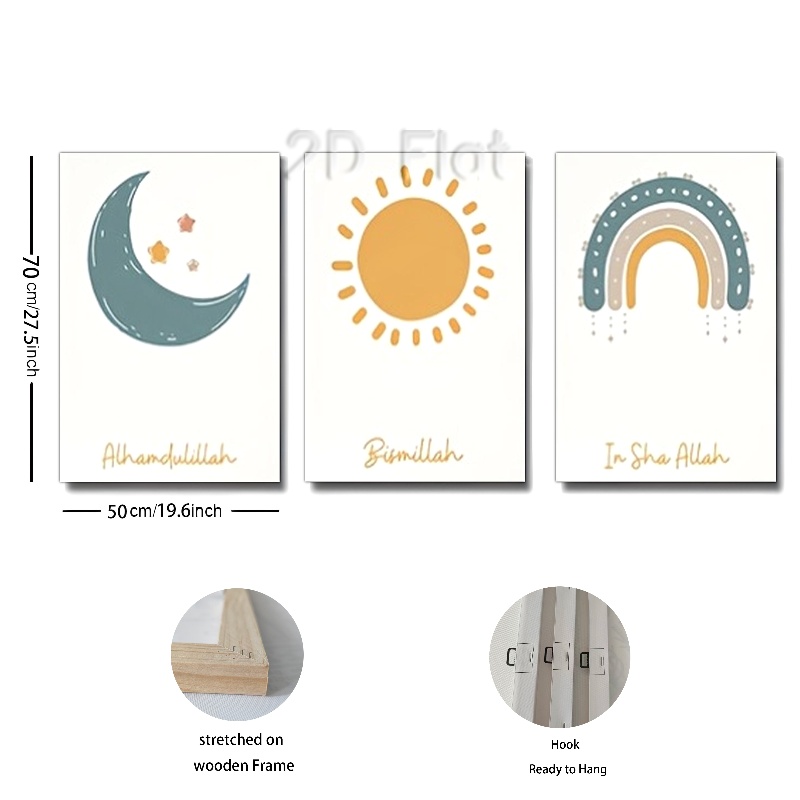 2D Flat
70 cm/27.5inch
Alhamdulillah
Bismillah
In Sha Allah
50cm/19.6inch
stretched on
wooden Frame
Hook
Ready to Hang